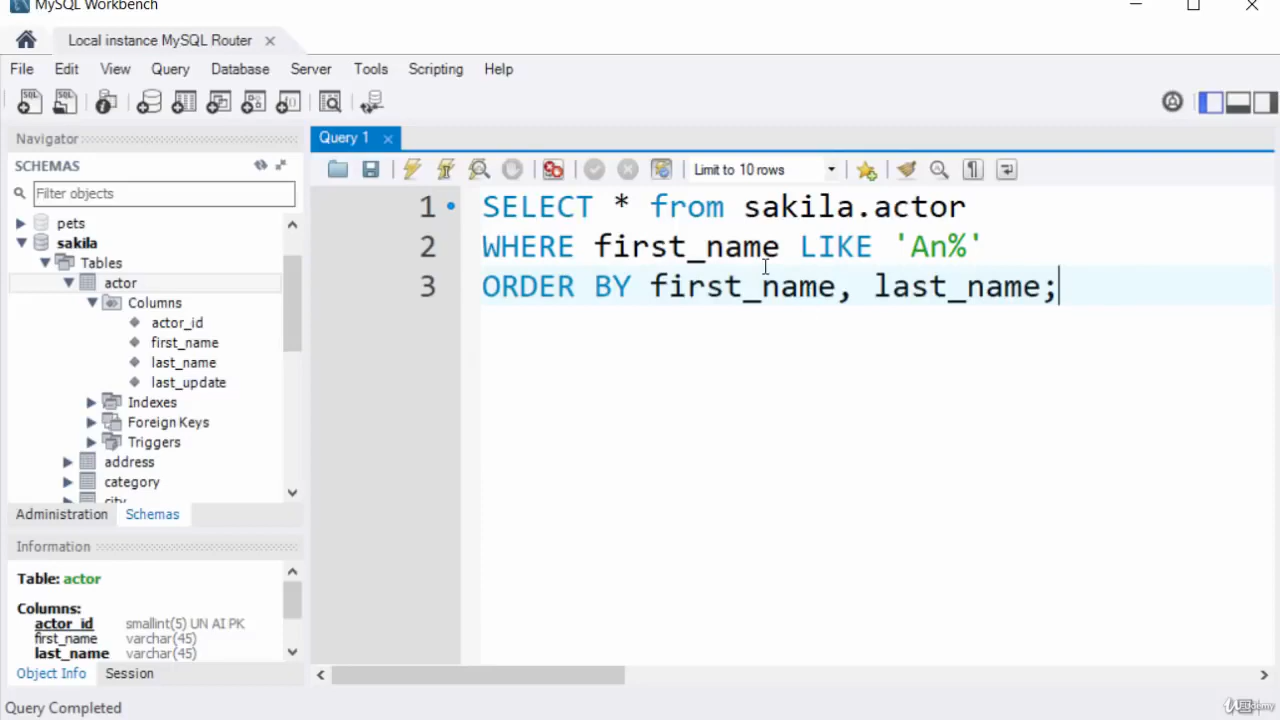 MySQL Workbench
Local instance MySQL Router
File Edit View Query Database Server Tools Scripting Help
Navigator
SCHEMAS
Filter objects
pets
sakila
Tables
actor
Columns
actor_id
first_name
last_name
last_update
Indexes
Foreign Keys
Triggers
address
category
city
Administration Schemas
Information
Table: actor
Columns:
actor_id smallint(5) UN AI PK
first_name varchar(45)
last_name varchar(45)
Object Info Session
Query Completed
Query 1
Limit to 10 rows
1 SELECT * from sakila.actor
2 WHERE first_name LIKE 'An%'
3 ORDER BY first_name, last_name;